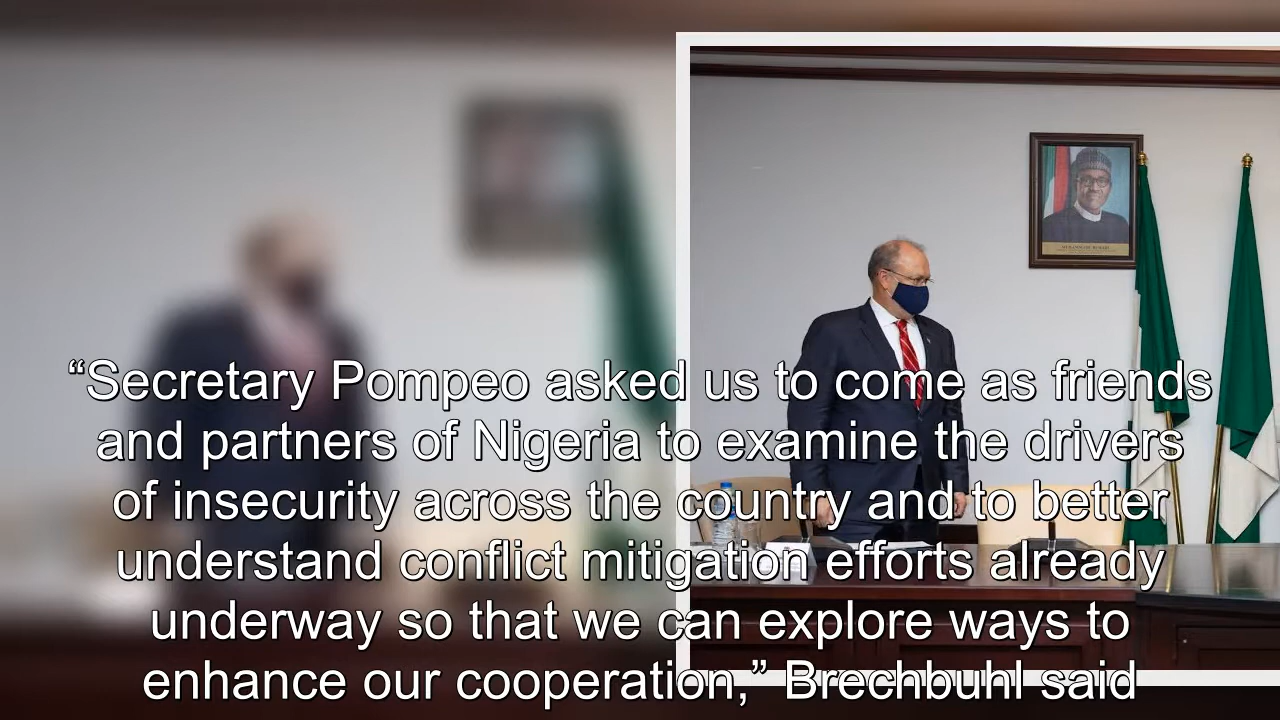 “Secretary Pompeo asked us to come as friends
and partners of Nigeria to examine the drivers
of insecurity across the country and to better
understand conflict mitigation efforts already
underway so that we can explore ways to
enhance our cooperation,” Brechbuhl said